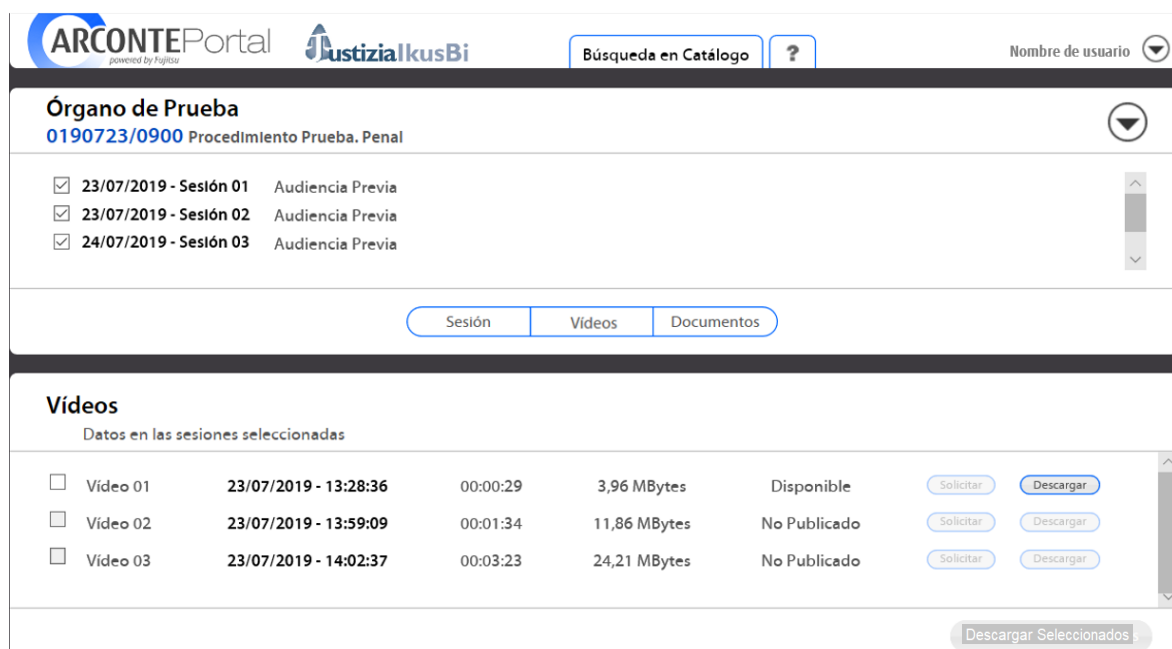 ARCONTEPortal
powered by Fujitsu
JustiziaIkusBi
Búsqueda en Catálogo
?
Nombre de usuario
Órgano de Prueba
0190723/0900 Procedimiento Prueba. Penal
23/07/2019 - Sesión 01 Audiencia Previa
23/07/2019 - Sesión 02 Audiencia Previa
24/07/2019 - Sesión 03 Audiencia Previa
Sesión Vídeos Documentos
Vídeos
Datos en las sesiones seleccionadas
Vídeo 01 23/07/2019 - 13:28:36 00:00:29 3,96 MBytes Disponible Solicitar Descargar
Vídeo 02 23/07/2019 - 13:59:09 00:01:34 11,86 MBytes No Publicado Solicitar Descargar
Vídeo 03 23/07/2019 - 14:02:37 00:03:23 24,21 MBytes No Publicado Solicitar Descargar
Descargar Seleccionados